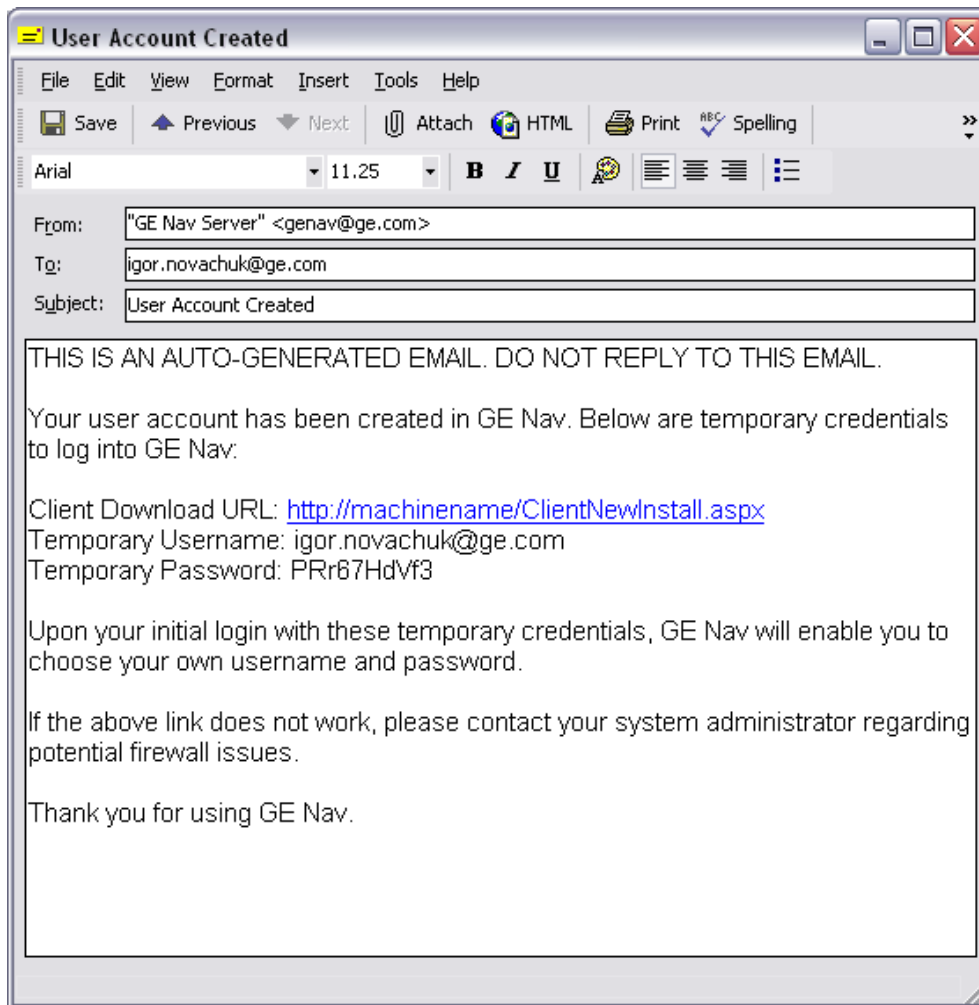 User Account Created
File Edit View Format Insert Tools Help
Save Previous Next Attach HTML Print ABC Spelling »
Arial 11.25 B I U A
From: "GE Nav Server" <genav@ge.com>
To: igor.novachuk@ge.com
Subject: User Account Created
THIS IS AN AUTO-GENERATED EMAIL. DO NOT REPLY TO THIS EMAIL.
Your user account has been created in GE Nav. Below are temporary credentials
to log into GE Nav:
Client Download URL: http://machinename/ClientNewInstall.aspx
Temporary Username: igor.novachuk@ge.com
Temporary Password: PRr67HdVf3
Upon your initial login with these temporary credentials, GE Nav will enable you to
choose your own username and password.
If the above link does not work, please contact your system administrator regarding
potential firewall issues.
Thank you for using GE Nav.